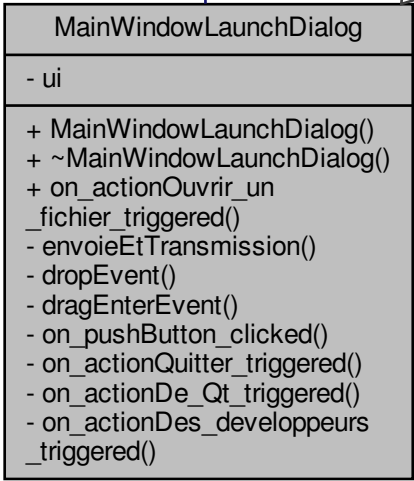 MainWindowLaunchDialog
- ui
+ MainWindowLaunchDialog()
+ ~MainWindowLaunchDialog()
+ on_actionOuvrir_un
_fichier_triggered()
- envoieEtTransmission()
- dropEvent()
- dragEnterEvent()
- on_pushButton_clicked()
- on_actionQuitter_triggered()
- on_actionDe_Qt_triggered()
- on_actionDes_developpeurs
_triggered()